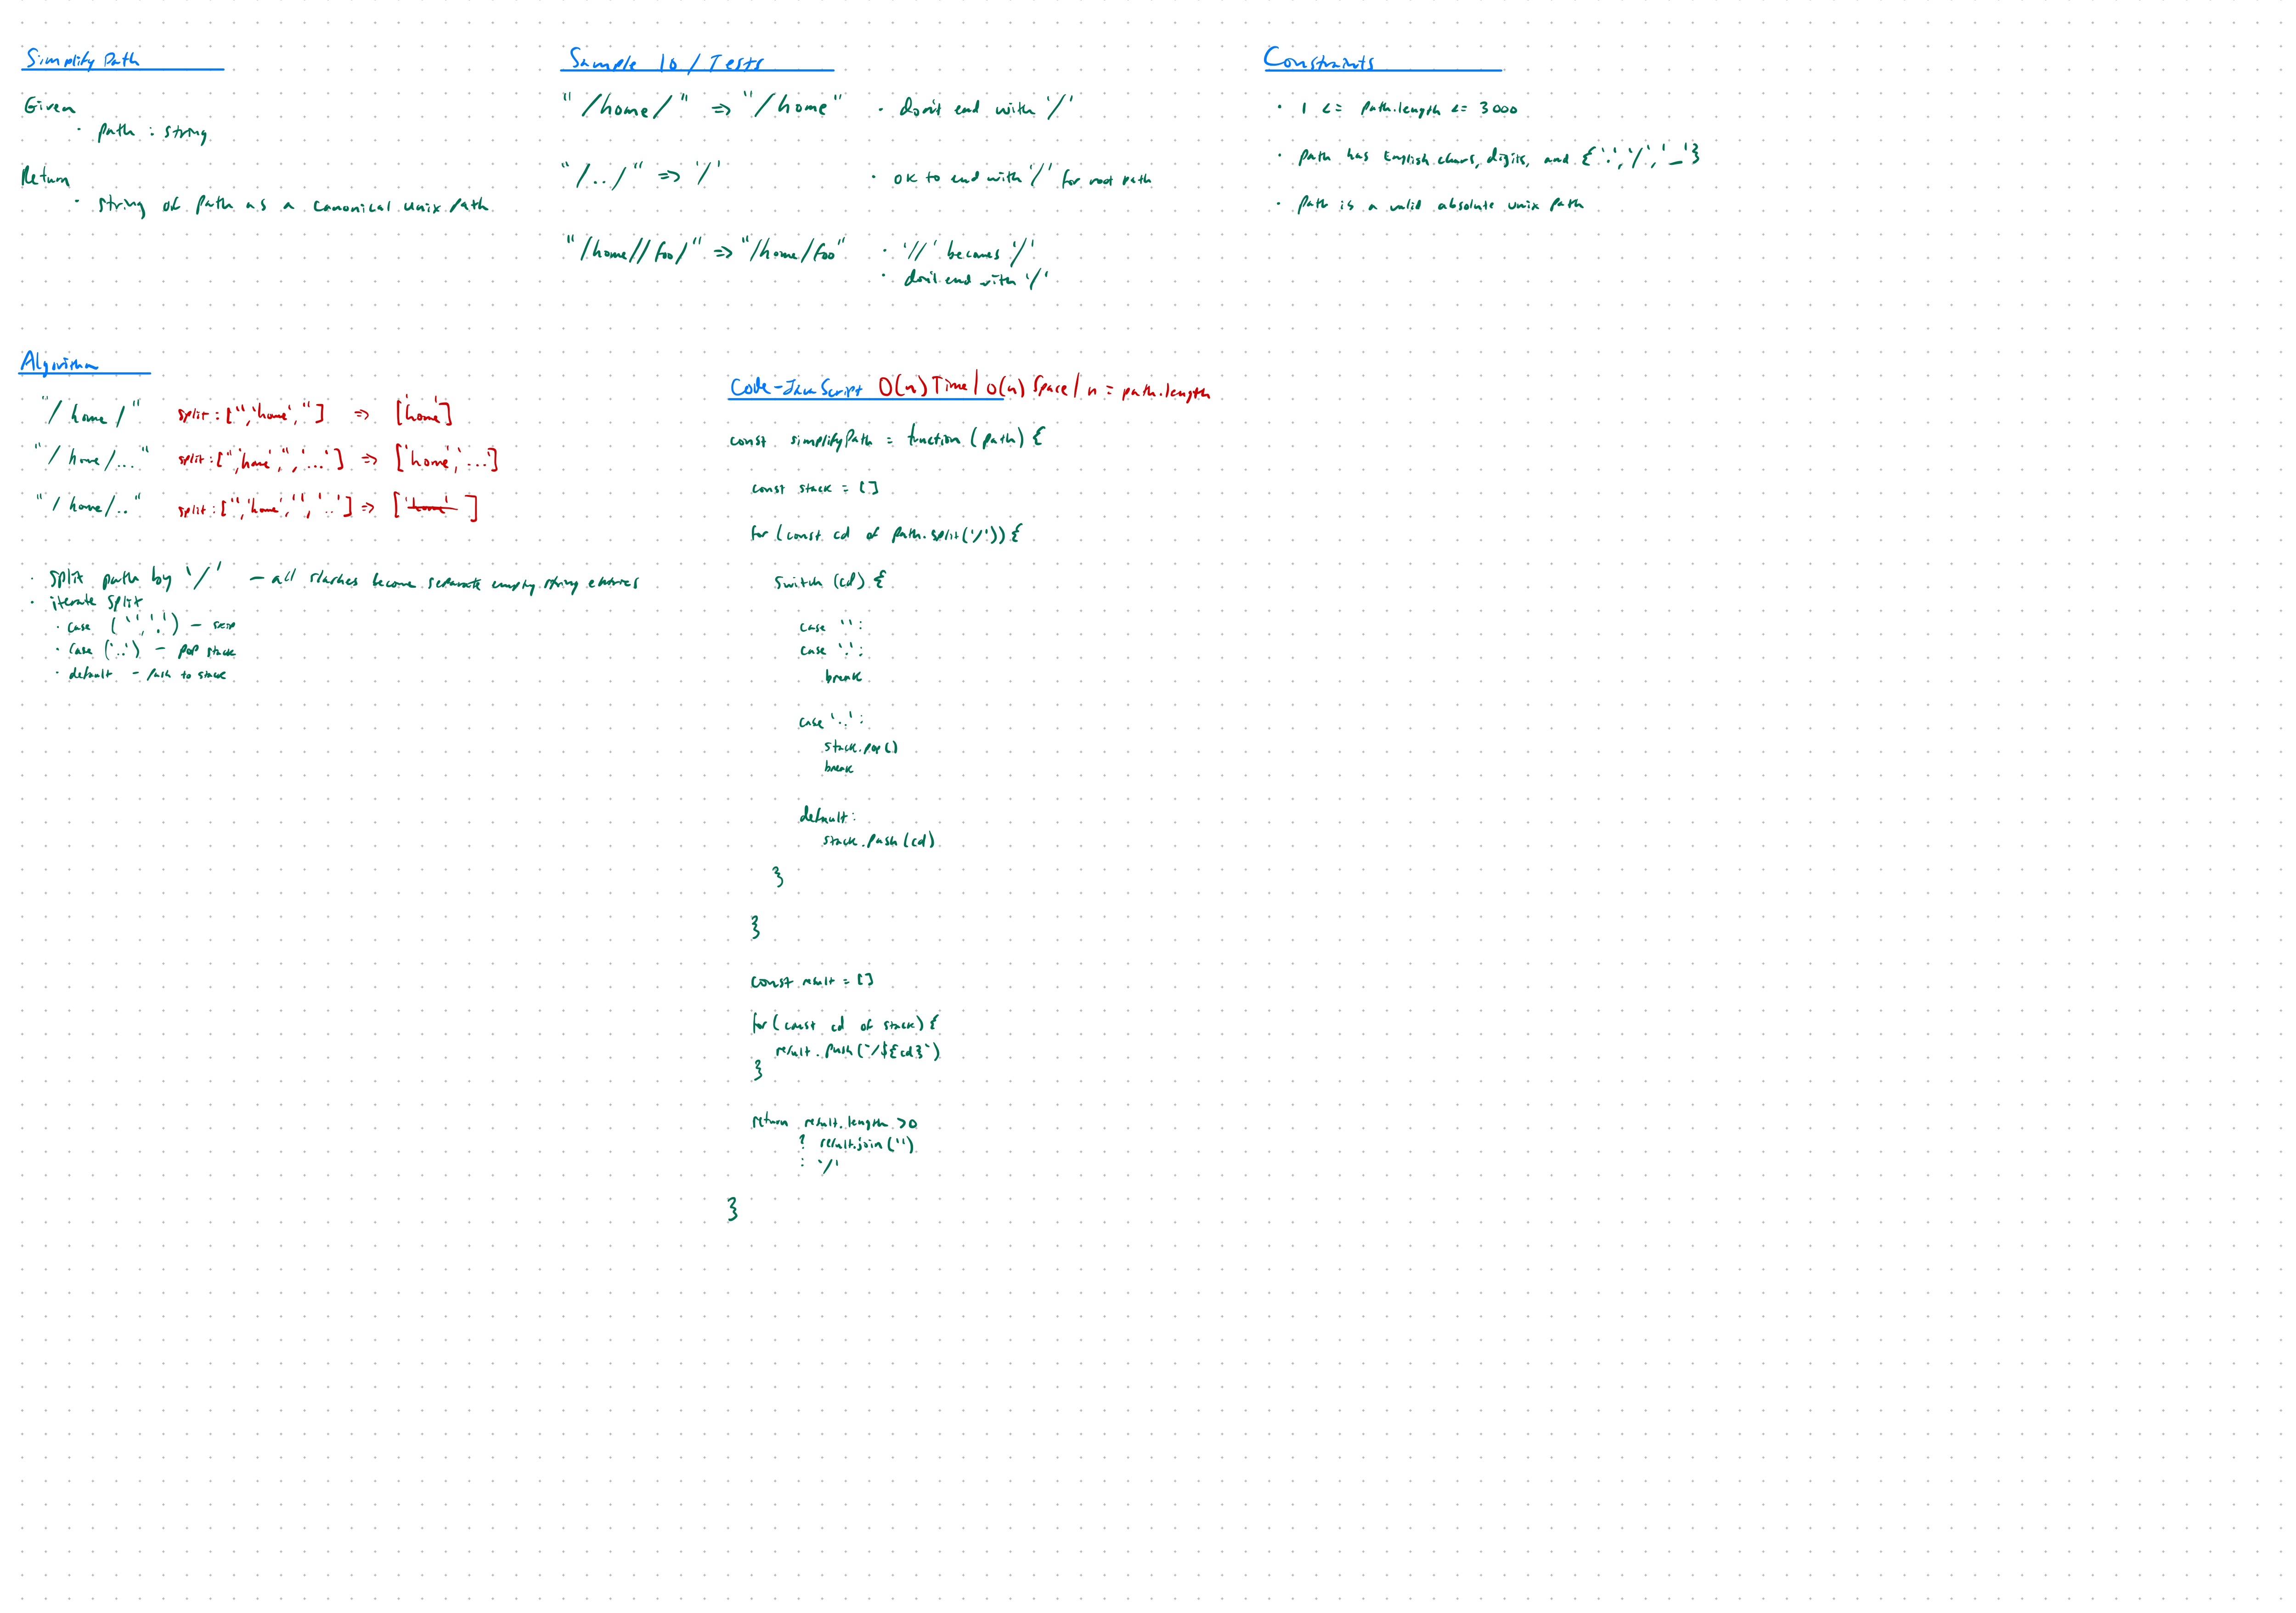 Simplify Path
Given
· path : string
Return
· string of path as a canonical unix path
Sample IO / Tests
"/home/" => "/home" · don't end with '/'
"/../" => '/' · ok to end with '/' for root path
"/home//foo/" => "/home/foo" · '//' becomes '/'
· don't end with '/'
Constraints
· 1 <= path.length <= 3000
· path has English chars, digits, and {'.','/','_'}
· path is a valid absolute unix path
Algorithm
"/home/" split: ['','home',''] => ['home']
"/home/..." split: ['','home','','...'] => ['home','...']
"/home/.." split: ['','home','','..'] => ['home']
· split path by '/' – all slashes become separate empty string entries
· iterate split
· case ('','.') – skip
· case ('..') – pop stack
· default – push to stack
Code - JavaScript O(n) Time | O(n) Space | n = path.length
const simplifyPath = function (path) {
const stack = []
for (const cd of path.split('/')) {
switch (cd) {
case '':
case '.':
break
case '..':
stack.pop()
break
default:
stack.push(cd)
}
}
const result = []
for (const cd of stack) {
result.push(`/${cd}`)
}
return result.length > 0
? result.join('')
: '/'
}